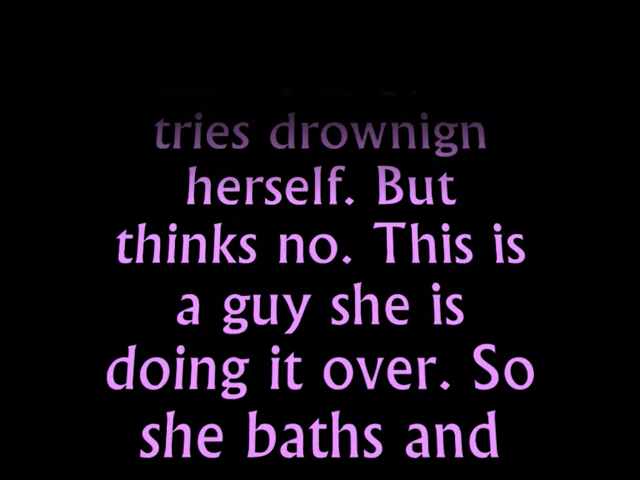 tries drownign
herself. But
thinks no. This is
a guy she is
doing it over. So
she baths and